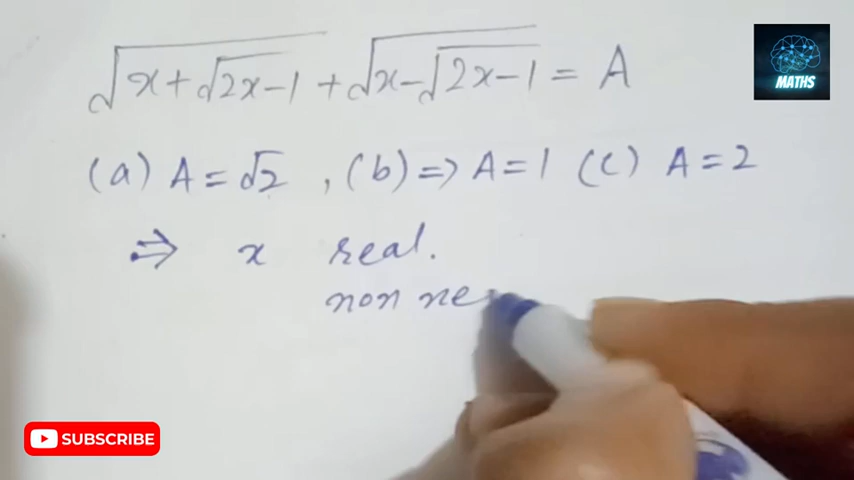 √(x+√(2x-1)) + √(x-√(2x-1)) = A
MATHS
(a) A = √2 , (b) => A = 1 (c) A = 2
⇒ x real.
non ne
SUBSCRIBE